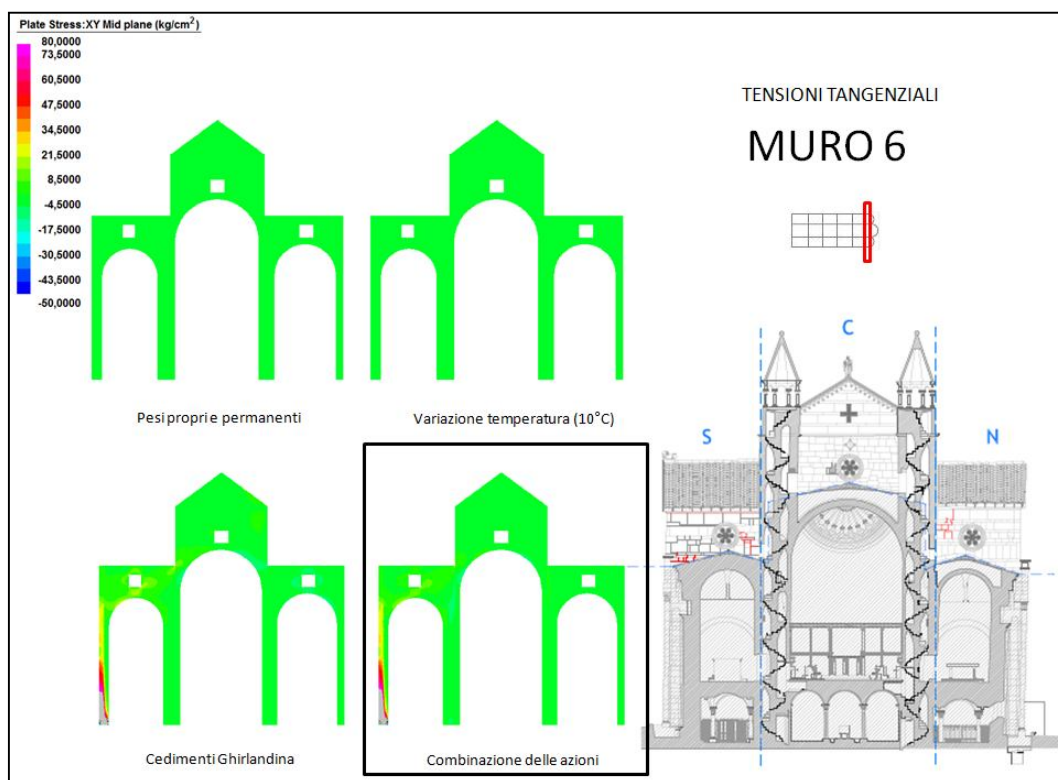 Plate Stress:XY Mid plane (kg/cm²)
80,0000
73,5000
60,5000
47,5000
34,5000
21,5000
8,5000
-4,5000
-17,5000
-30,5000
-43,5000
-50,0000
TENSIONI TANGENZIALI
MURO 6
Pesi propri e permanenti
Variazione temperatura (10°C)
C
S
N
Cedimenti Ghirlandina
Combinazione delle azioni